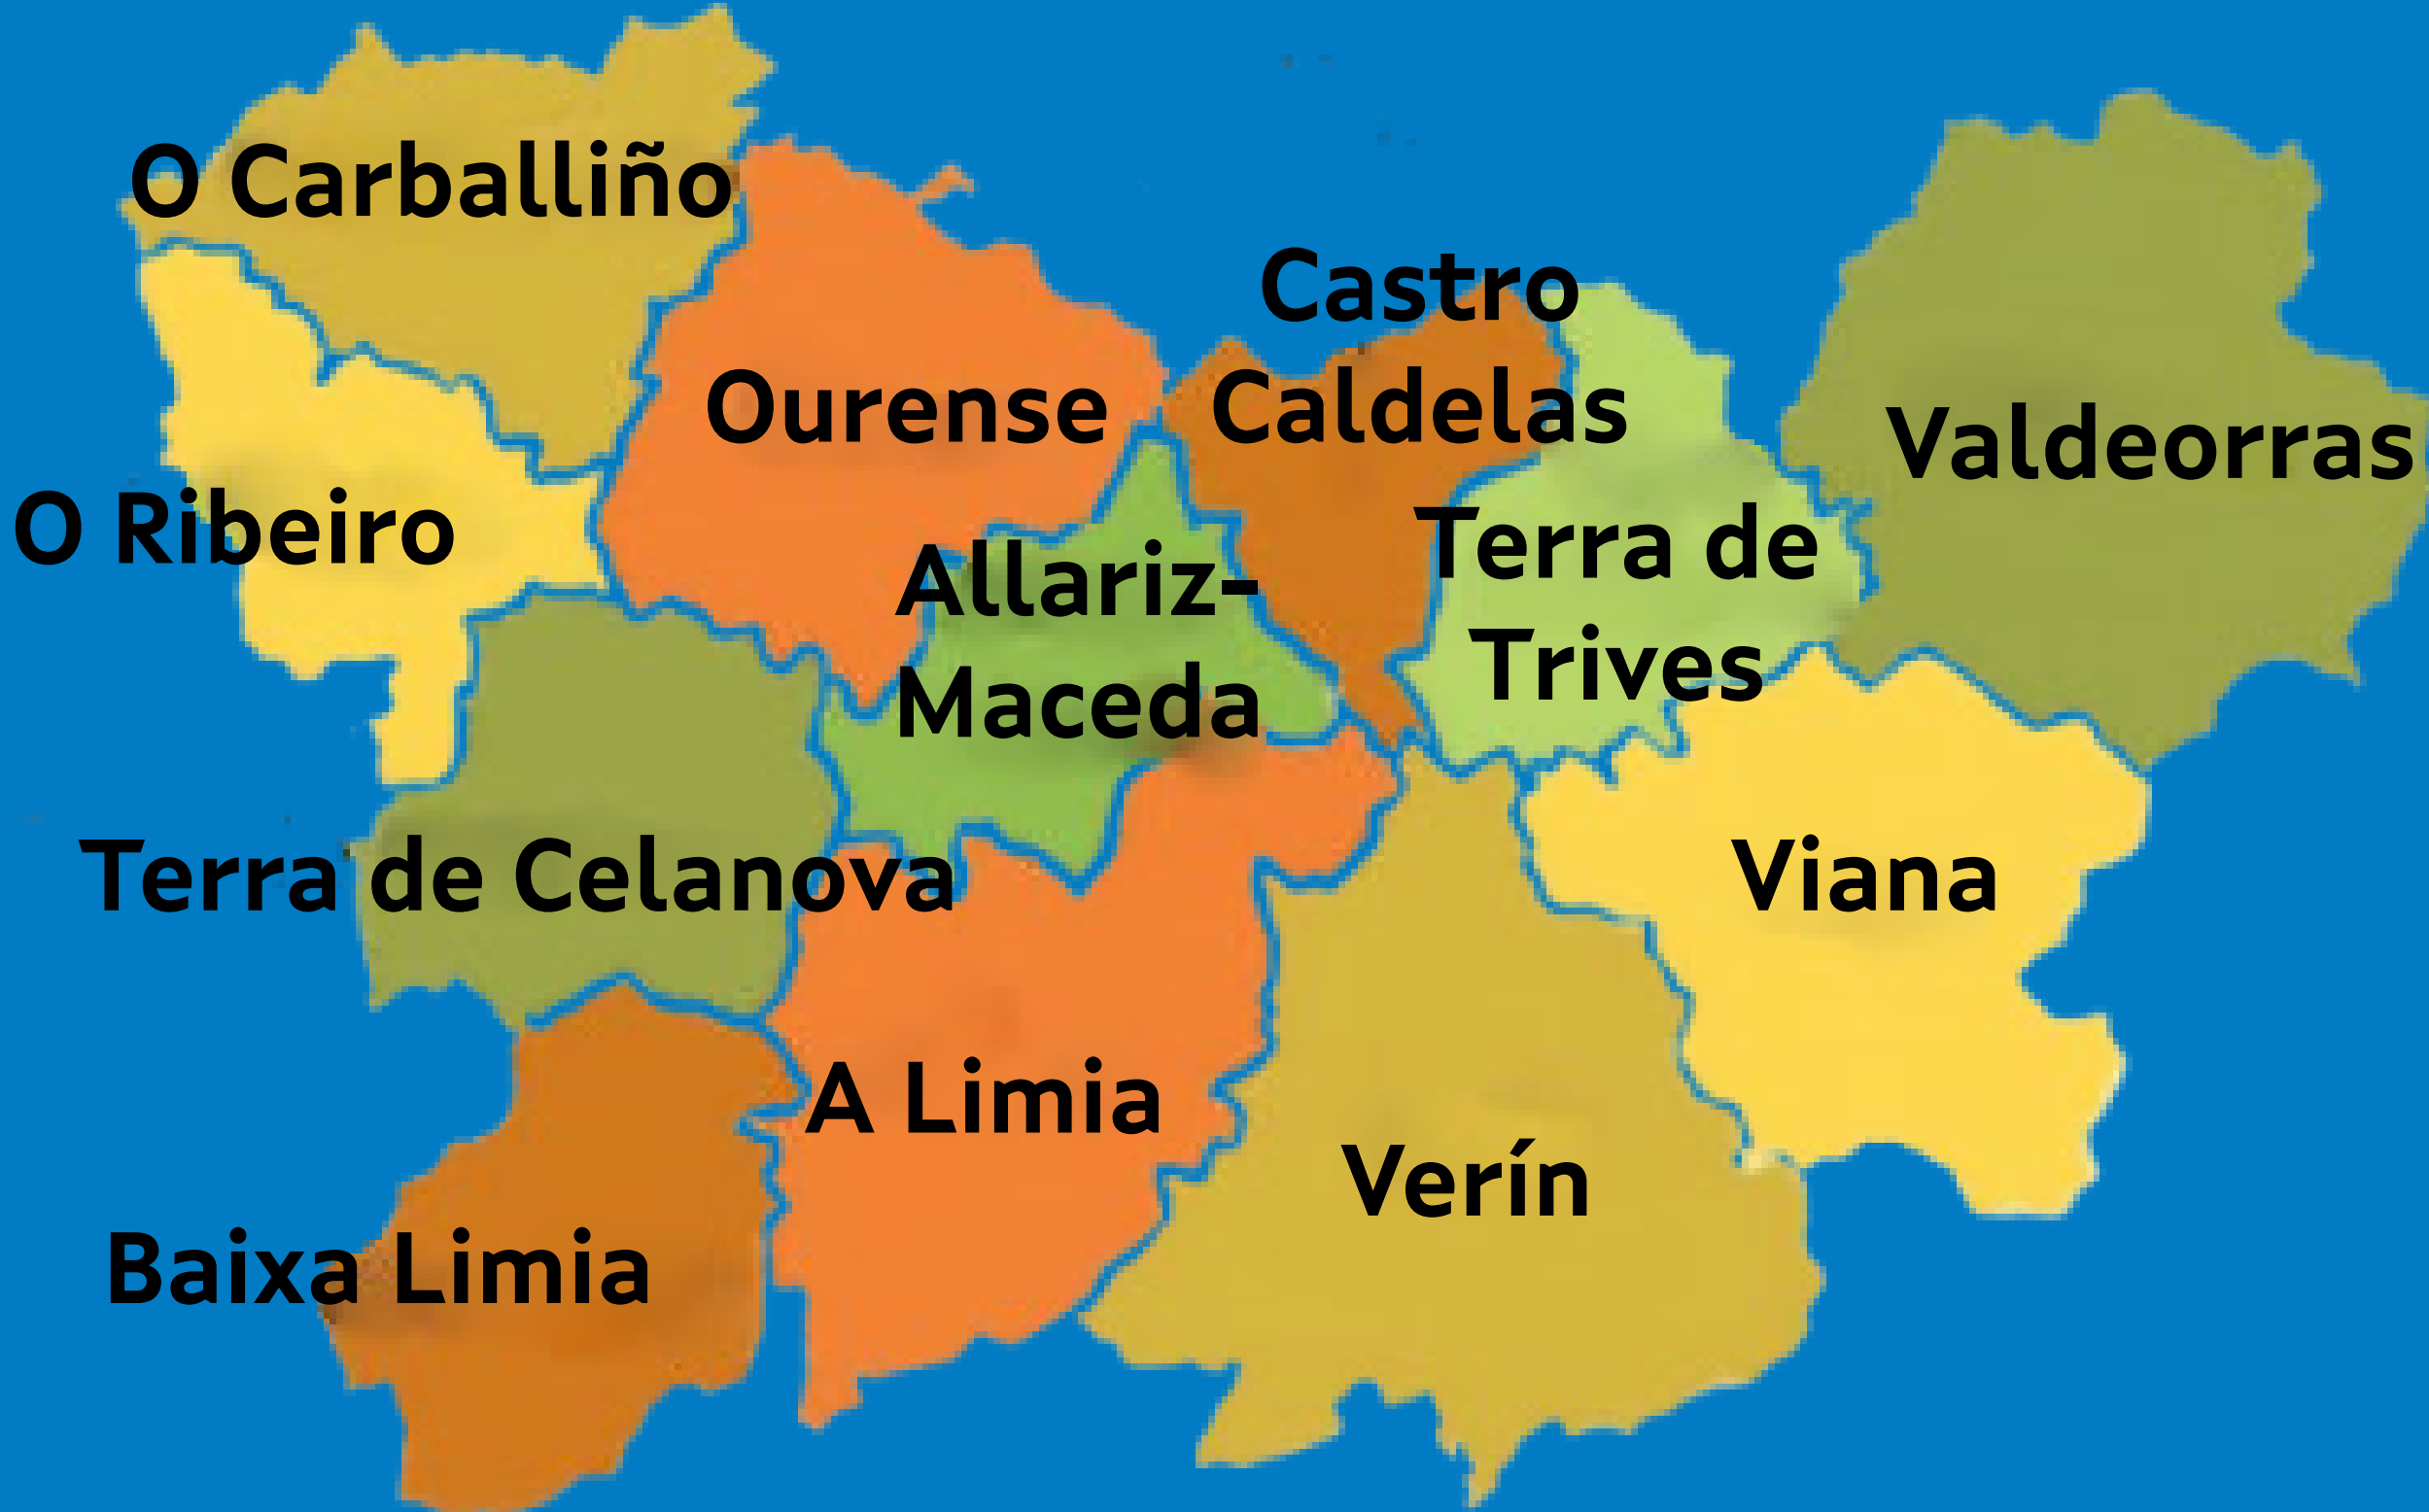 O Carballiño
Castro
Caldelas
Ourense
Valdeorras
O Ribeiro
Allariz-
Maceda
Terra de
Trives
Terra de Celanova
Viana
A Limia
Verín
Baixa Limia